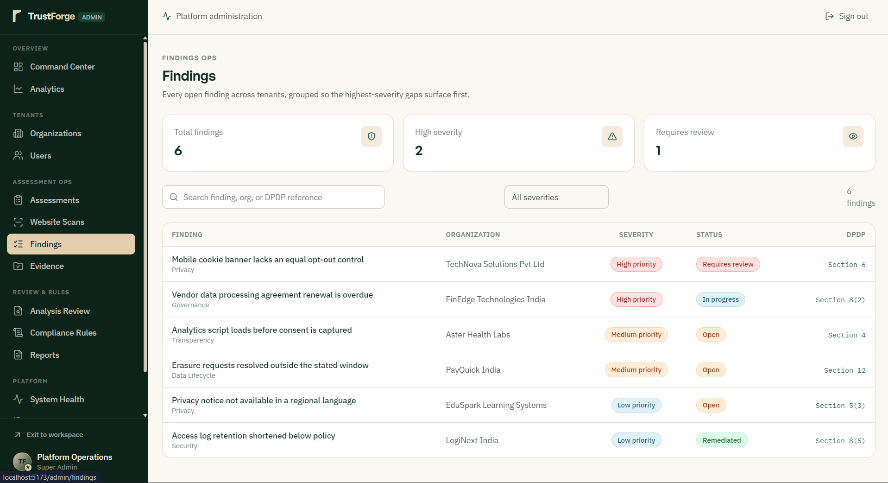 TrustForge ADMIN
Platform administration
Sign out
OVERVIEW
Command Center
Analytics
TENANTS
Organizations
Users
ASSESSMENT OPS
Assessments
Website Scans
Findings
Evidence
REVIEW & RULES
Analysis Review
Compliance Rules
Reports
PLATFORM
System Health
Exit to workspace
TF
Platform Operations
Super Admin
localhost:5173/admin/findings
FINDINGS OPS
Findings
Every open finding across tenants, grouped so the highest-severity gaps surface first.
Total findings
6
High severity
2
Requires review
1
Search finding, org, or DPDP reference
All severities
6
findings
FINDING ORGANIZATION SEVERITY STATUS DPDP
Mobile cookie banner lacks an equal opt-out control
Privacy
TechNova Solutions Pvt Ltd High priority Requires review Section 6
Vendor data processing agreement renewal is overdue
Governance
FinEdge Technologies India High priority In progress Section 8(2)
Analytics script loads before consent is captured
Transparency
Aster Health Labs Medium priority Open Section 4
Erasure requests resolved outside the stated window
Data Lifecycle
PayQuick India Medium priority Open Section 12
Privacy notice not available in a regional language
Privacy
EduSpark Learning Systems Low priority Open Section 5(3)
Access log retention shortened below policy
Security
LogiNext India Low priority Remediated Section 8(5)